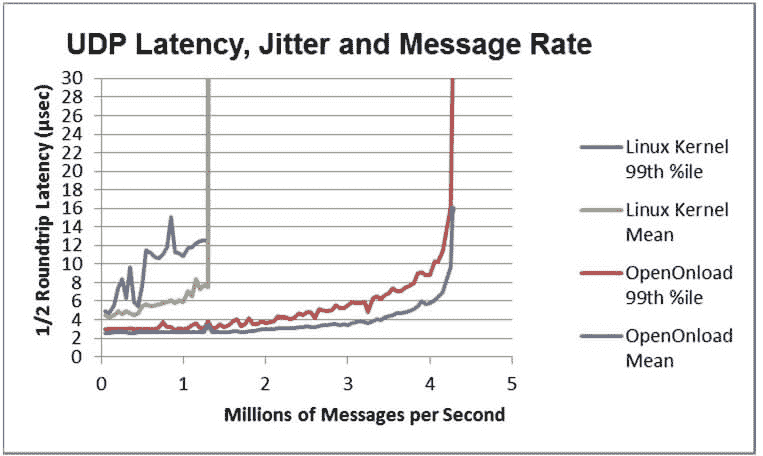 UDP Latency, Jitter and Message Rate
1/2 Roundtrip Latency (µsec)
30
28
26
24
22
20
18
16
14
12
10
8
6
4
2
0
0 1 2 3 4 5
Millions of Messages per Second
Linux Kernel
99th %ile
Linux Kernel
Mean
OpenOnload
99th %ile
OpenOnload
Mean